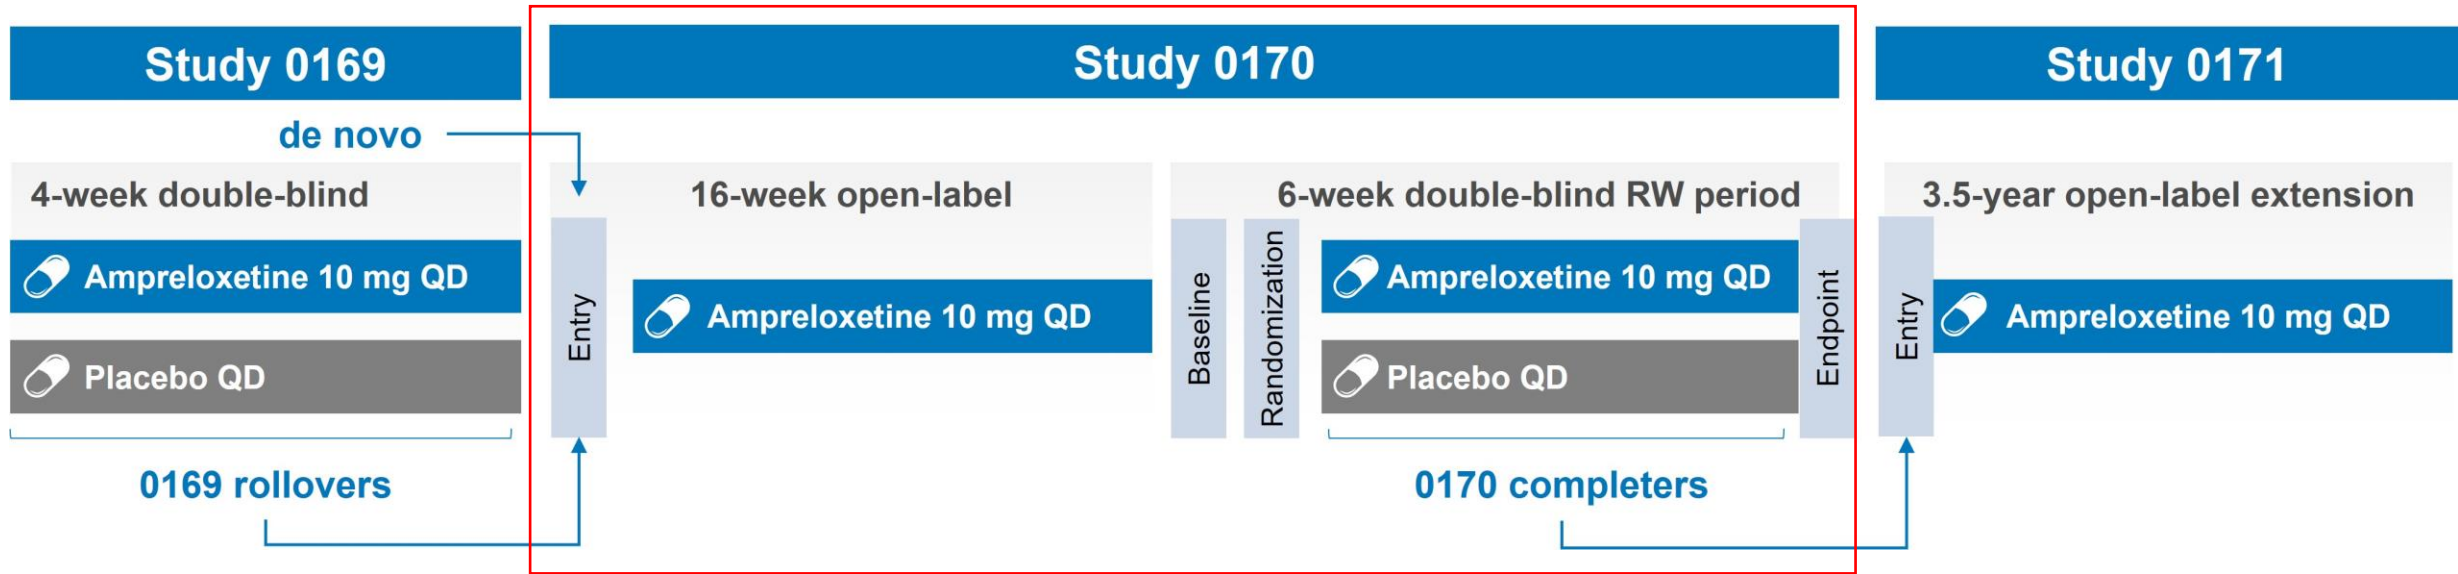 Study 0169
Study 0170
Study 0171
de novo
4-week double-blind
16-week open-label
6-week double-blind RW period
3.5-year open-label extension
Ampreloxetine 10 mg QD
Placebo QD
Entry
Ampreloxetine 10 mg QD
Baseline
Randomization
Ampreloxetine 10 mg QD
Placebo QD
Endpoint
Entry
Ampreloxetine 10 mg QD
0169 rollovers
0170 completers